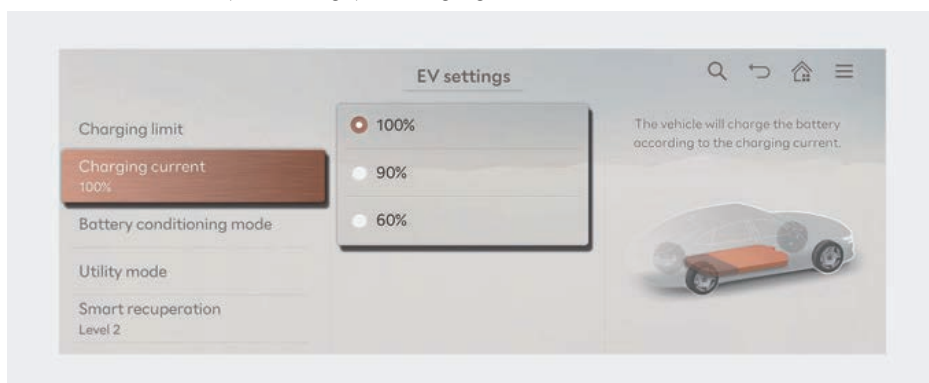 EV settings
Charging limit
Charging current
100%
Battery conditioning mode
Utility mode
Smart recuperation
Level 2
100%
90%
60%
The vehicle will charge the battery
according to the charging current.